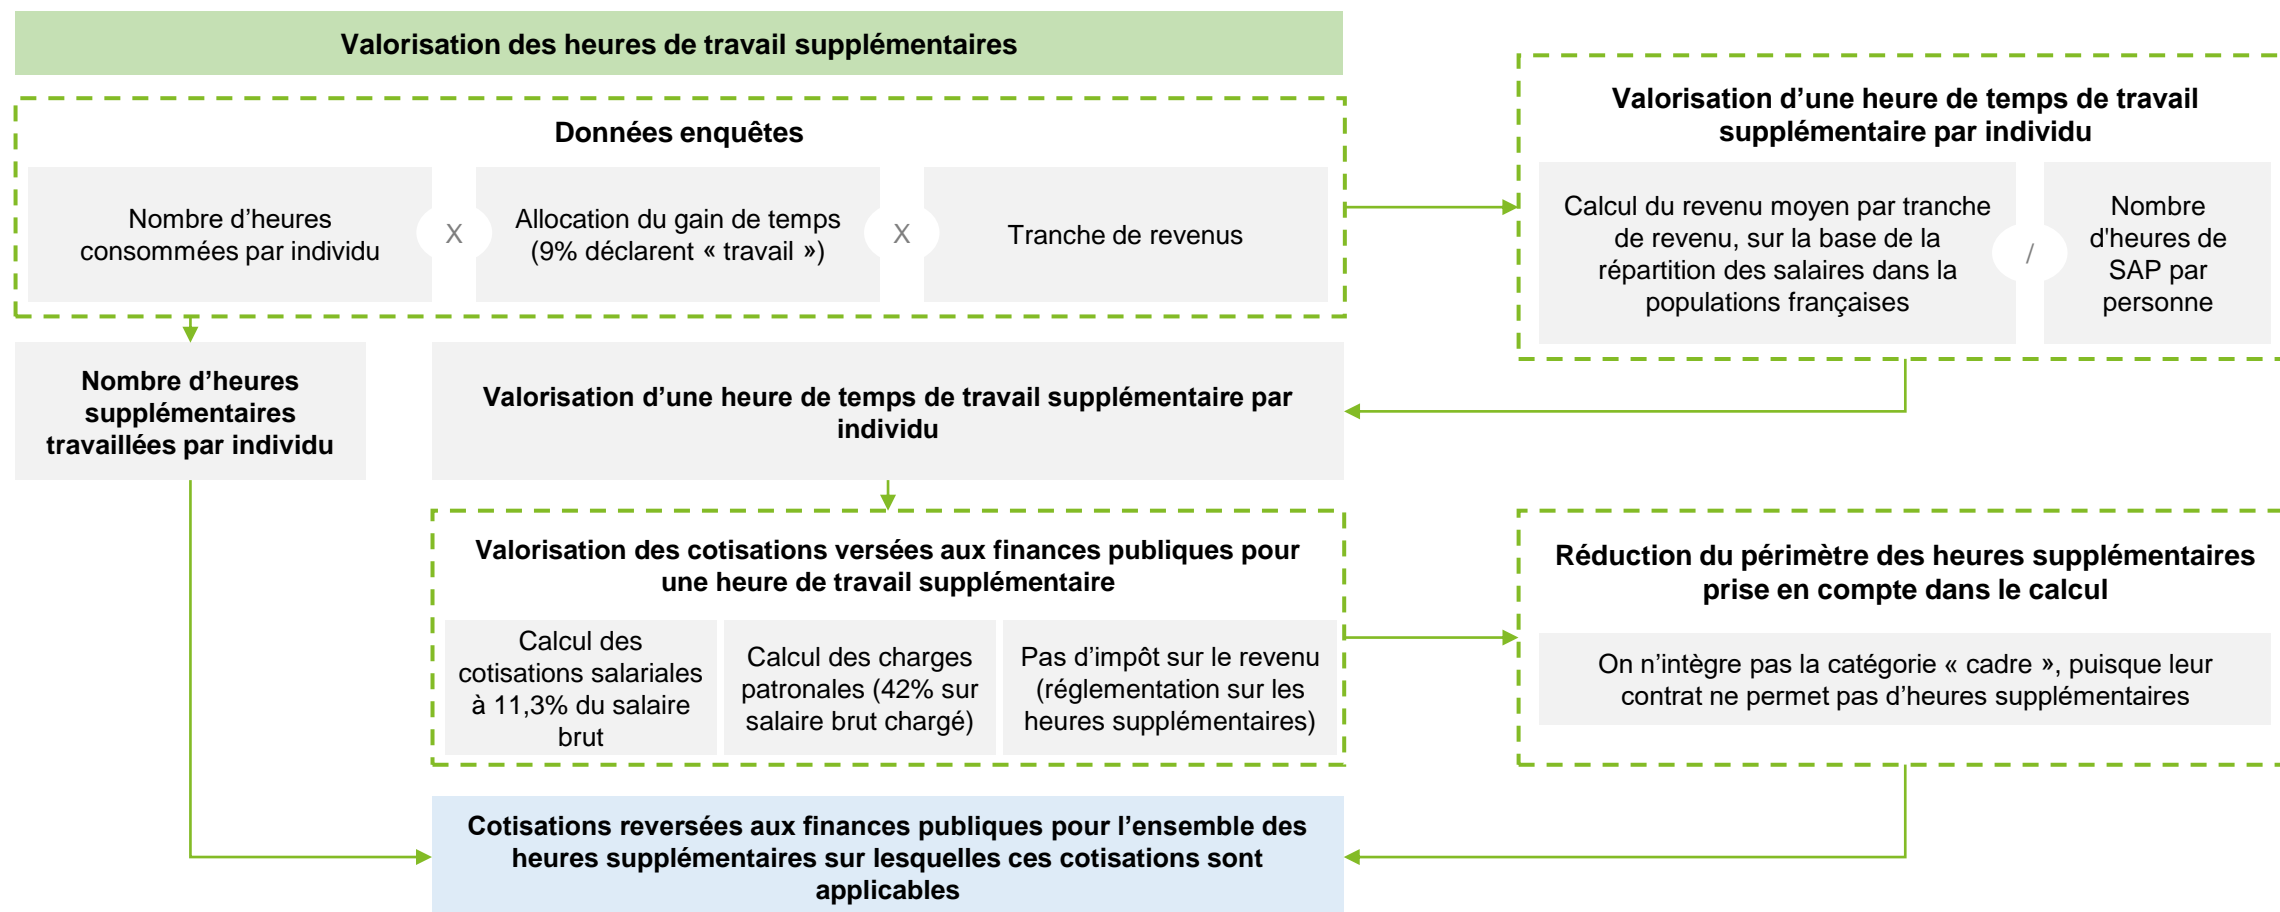 Valorisation des heures de travail supplémentaires
Données enquêtes
Nombre d’heures
consommées par individu
X
Allocation du gain de temps
(9% déclarent « travail »)
X
Tranche de revenus
Valorisation d’une heure de temps de travail
supplémentaire par individu
Calcul du revenu moyen par tranche
de revenu, sur la base de la
répartition des salaires dans la
populations françaises
/
Nombre
d'heures de
SAP par
personne
Nombre d’heures
supplémentaires
travaillées par individu
Valorisation d’une heure de temps de travail supplémentaire par
individu
Valorisation des cotisations versées aux finances publiques pour
une heure de travail supplémentaire
Calcul des
cotisations salariales
à 11,3% du salaire
brut
Calcul des charges
patronales (42% sur
salaire brut chargé)
Pas d’impôt sur le revenu
(réglementation sur les
heures supplémentaires)
Réduction du périmètre des heures supplémentaires
prise en compte dans le calcul
On n’intègre pas la catégorie « cadre », puisque leur
contrat ne permet pas d’heures supplémentaires
Cotisations reversées aux finances publiques pour l’ensemble des
heures supplémentaires sur lesquelles ces cotisations sont
applicables